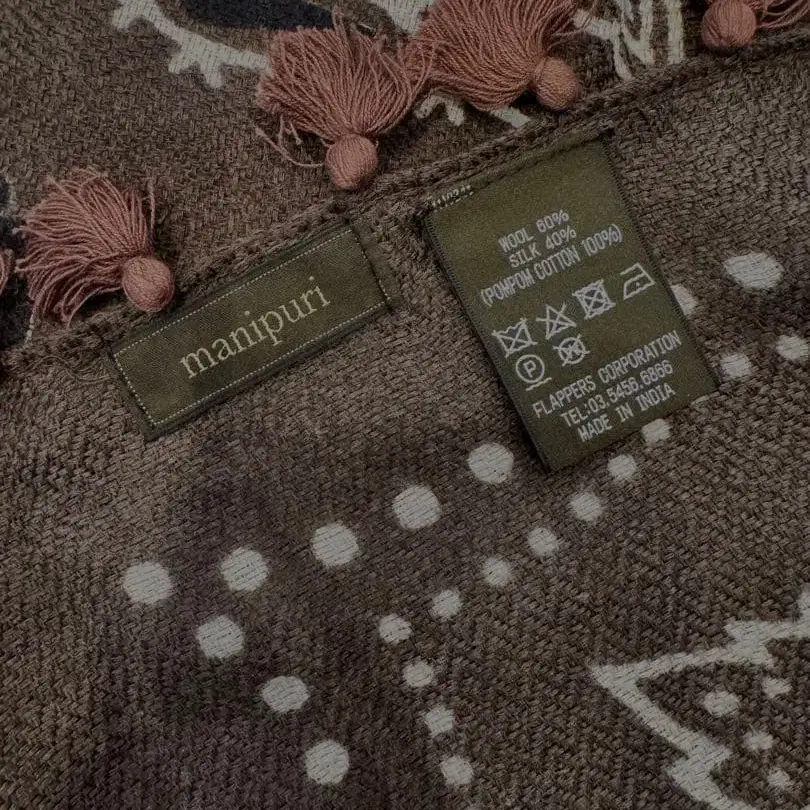 manipuri
WOOL 60%
SILK 40%
(POMPOM COTTON 100%)
P
FLAPPERS CORPORATION
TEL:03.5456.6866
MADE IN INDIA